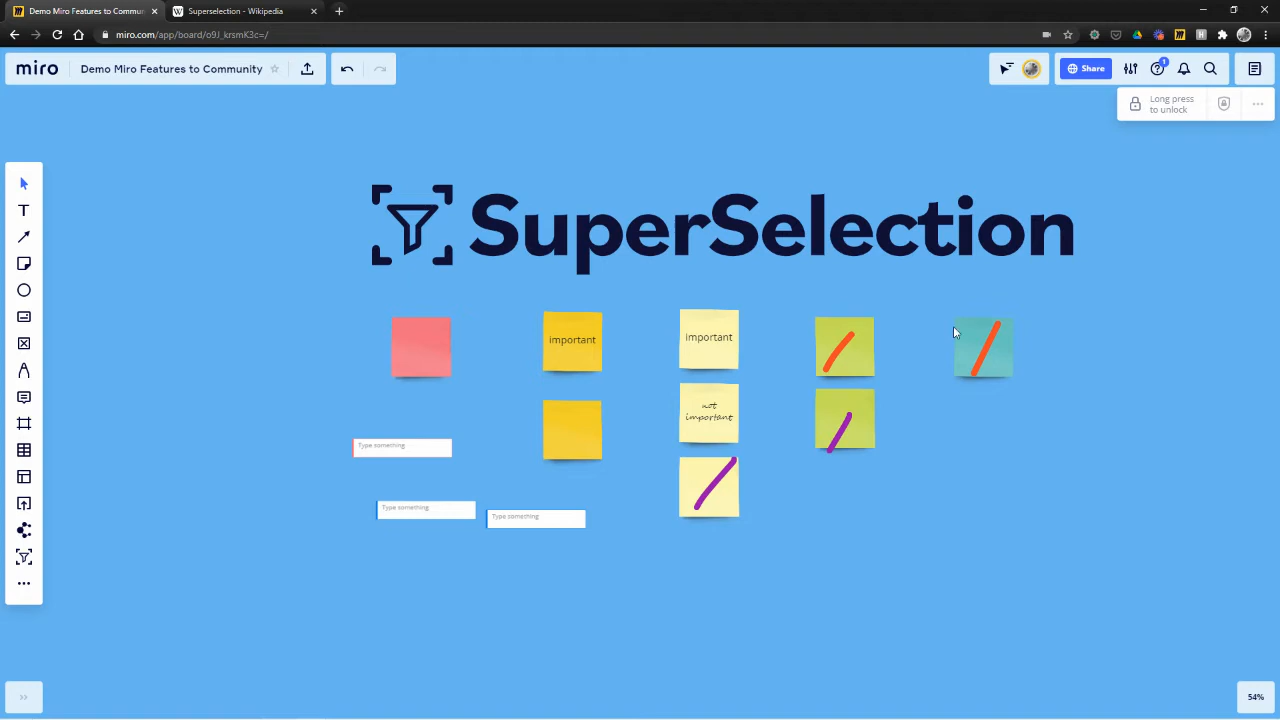 Demo Miro Features to Commun
Superselection - Wikipedia
miro.com/app/board/o9J_krsmK3c=/
miro
Demo Miro Features to Community
Share
1
Long press
to unlock
SuperSelection
important
important
not
important
Type something
Type something
Type something
54%